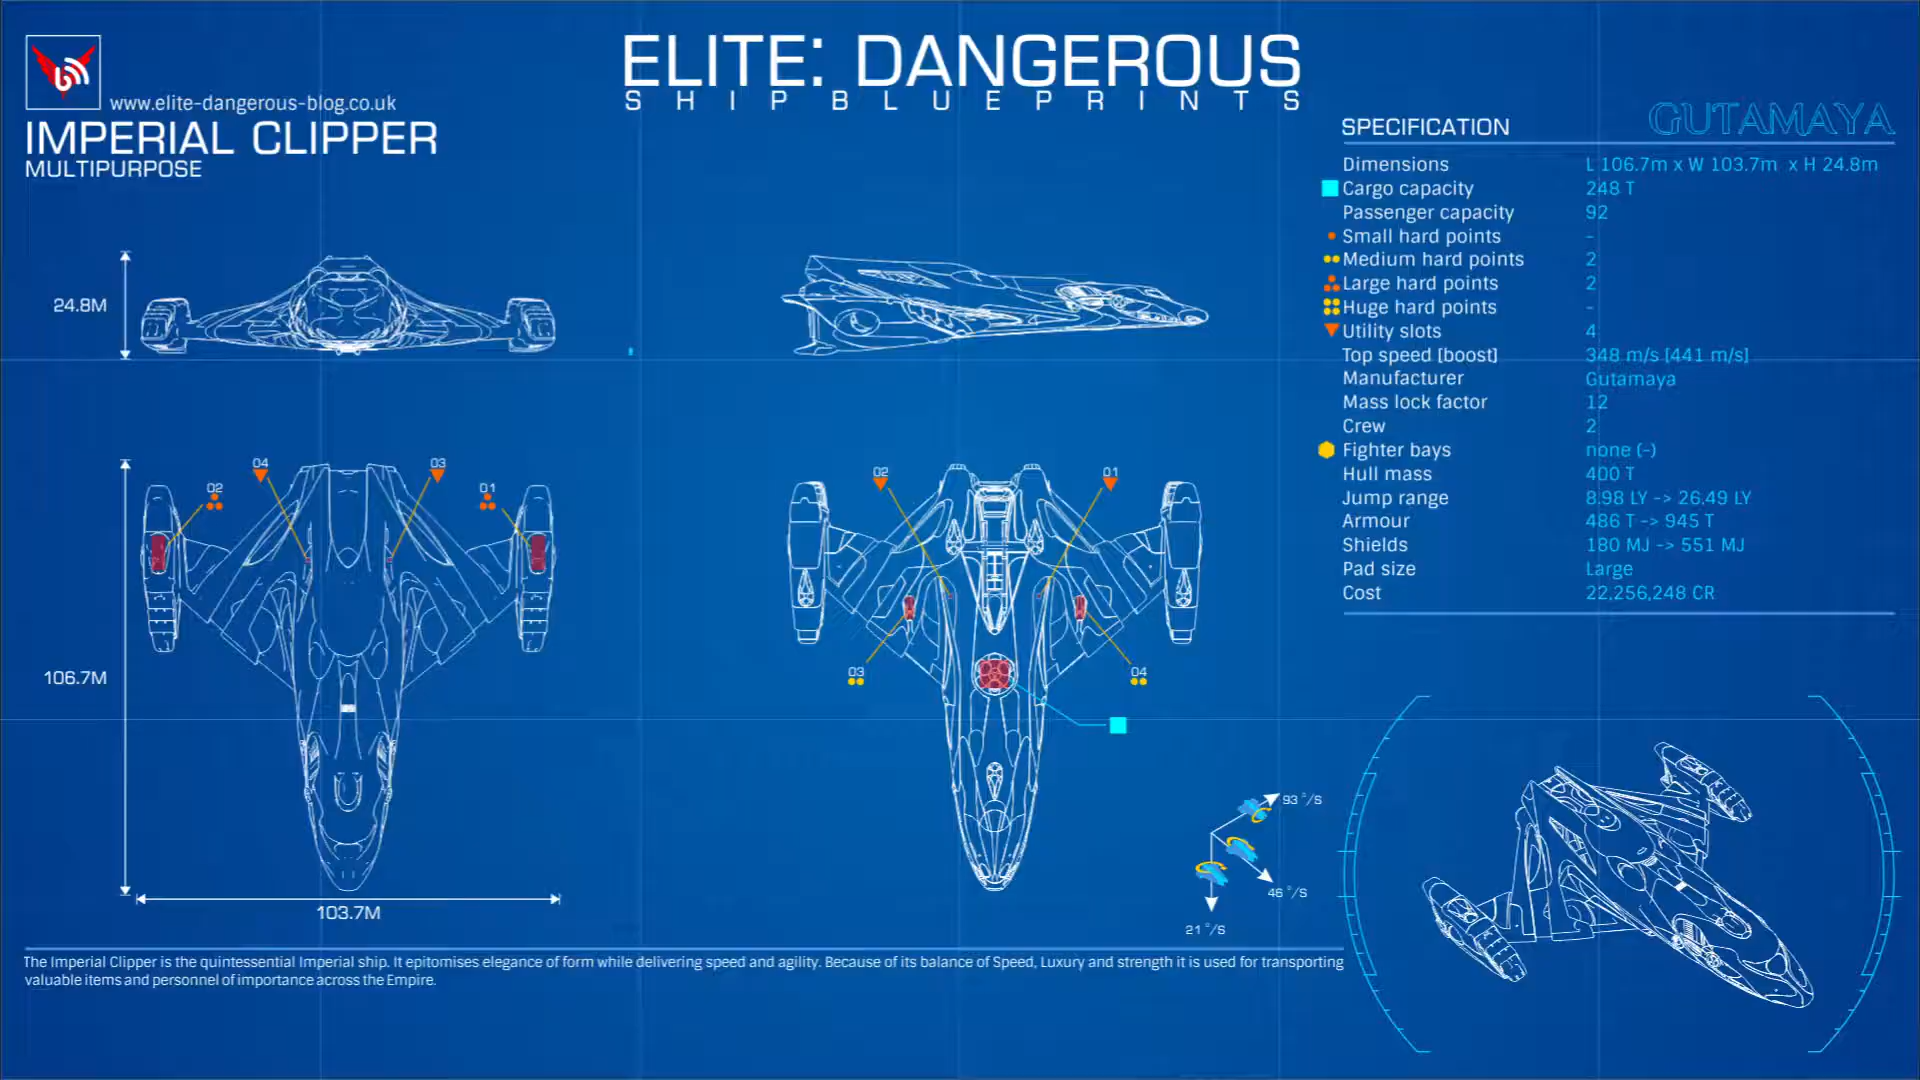 ELITE: DANGEROUS
SHIP BLUEPRINTS
www.elite-dangerous-blog.co.uk
IMPERIAL CLIPPER
MULTIPURPOSE
GUTAMAYA
SPECIFICATION
Dimensions L 106.7m x W 103.7m x H 24.8m
Cargo capacity 248 T
Passenger capacity 92
Small hard points -
Medium hard points 2
Large hard points 2
Huge hard points -
Utility slots 4
Top speed [boost] 348 m/s [441 m/s]
Manufacturer Gutamaya
Mass lock factor 12
Crew 2
Fighter bays none (-)
Hull mass 400 T
Jump range 8.98 LY -> 26.49 LY
Armour 486 T -> 945 T
Shields 180 MJ -> 551 MJ
Pad size Large
Cost 22,256,248 CR
24.8M
04 03
02 01
02 01
03 04
106.7M
103.7M
93 °/S
46 °/S
21 °/S
The Imperial Clipper is the quintessential Imperial ship. It epitomises elegance of form while delivering speed and agility. Because of its balance of Speed, Luxury and strength it is used for transporting
valuable items and personnel of importance across the Empire.